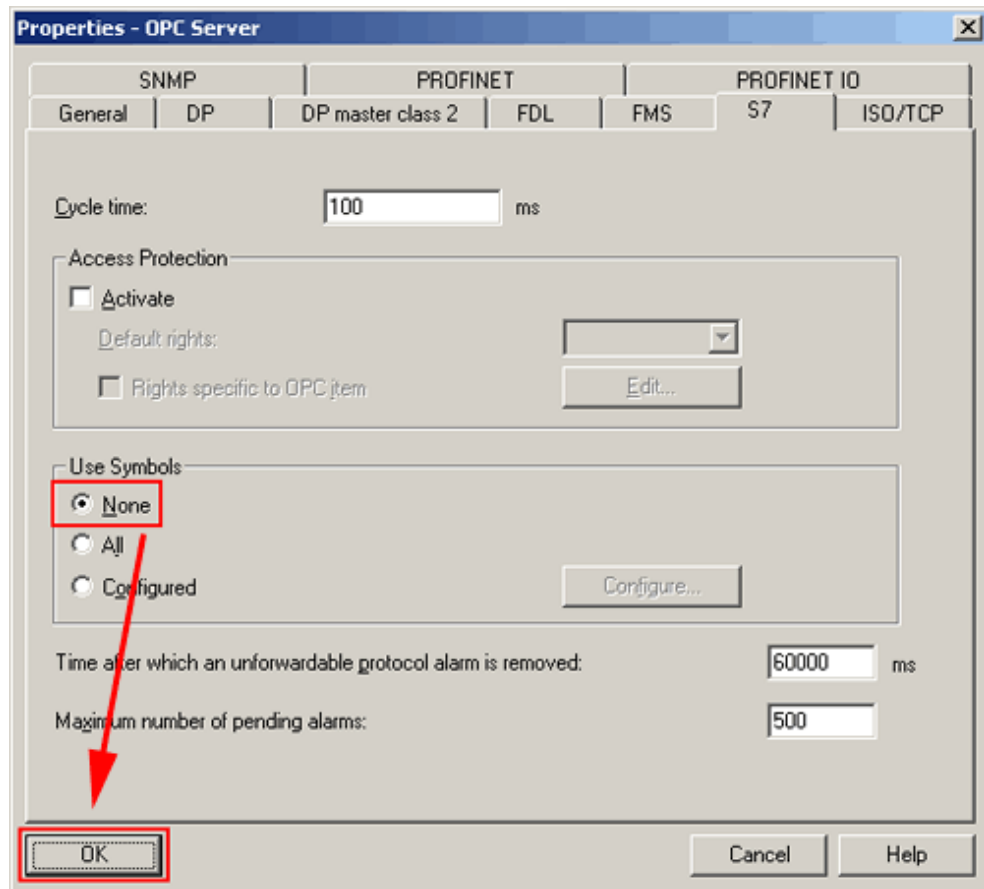 Properties - OPC Server
SNMP PROFINET PROFINET IO
General DP DP master class 2 FDL FMS S7 ISO/TCP
Cycle time: 100 ms
Access Protection
Activate
Default rights:
Rights specific to OPC item Edit...
Use Symbols
None
All
Configured Configure...
Time after which an unforwardable protocol alarm is removed: 60000 ms
Maximum number of pending alarms: 500
OK Cancel Help